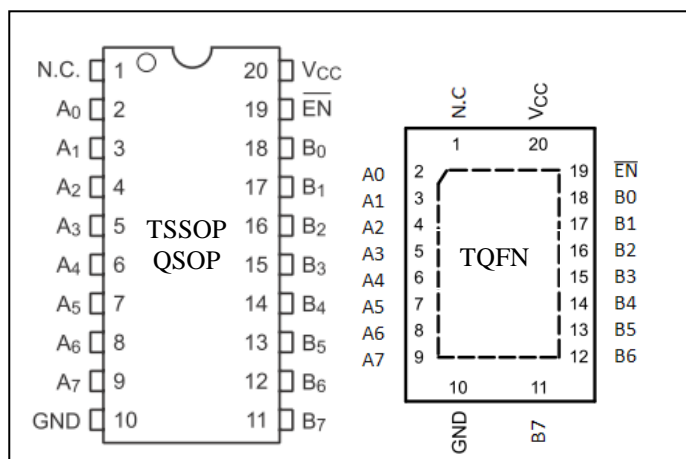 N.C. 1 20 VCC
A0 2 19 EN
A1 3 18 B0
A2 4 17 B1
A3 5 16 B2
A4 6 15 B3
A5 7 14 B4
A6 8 13 B5
A7 9 12 B6
GND 10 11 B7
TSSOP
QSOP
N.C VCC
1 20
A0 2 19 EN
A1 3 18 B0
A2 4 17 B1
A3 5 16 B2
A4 6 15 B3
A5 7 14 B4
A6 8 13 B5
A7 9 12 B6
TQFN
10 11
GND B7